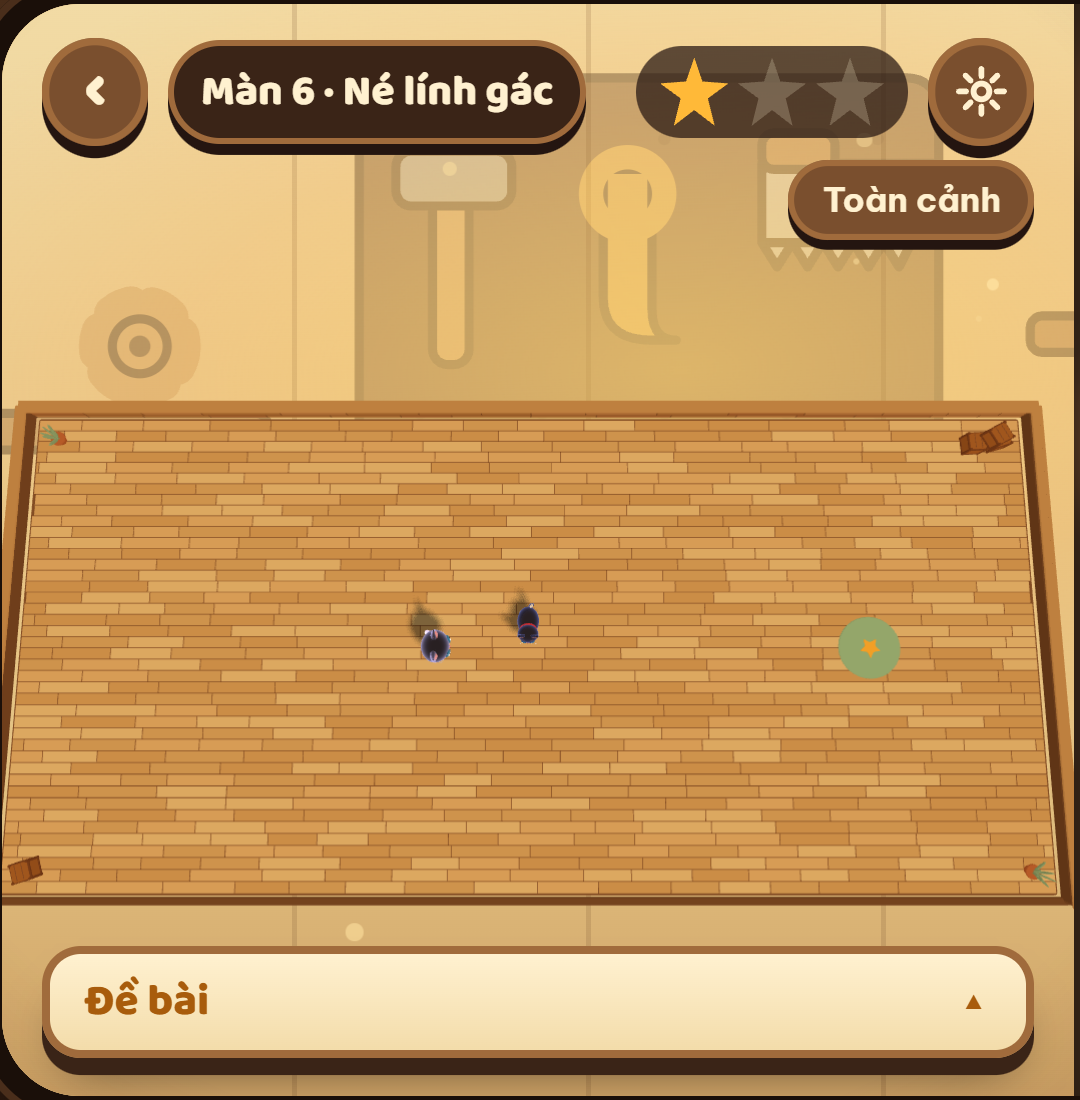 Màn 6 • Né lính gác
Toàn cảnh
Đề bài